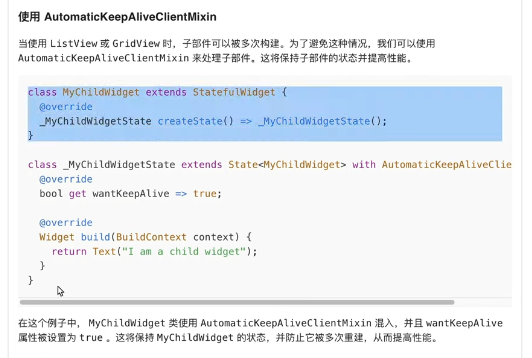 使用 AutomaticKeepAliveClientMixin
当使用 ListView 或 GridView 时，子部件可以被多次构建。为了避免这种情况，我们可以使用
AutomaticKeepAliveClientMixin 来处理子部件。这将保持子部件的状态并提高性能。
class MyChildWidget extends StatefulWidget {
  @override
  _MyChildWidgetState createState() => _MyChildWidgetState();
}
class _MyChildWidgetState extends State<MyChildWidget> with AutomaticKeepAliveClie
  @override
  bool get wantKeepAlive => true;
  @override
  Widget build(BuildContext context) {
    return Text("I am a child widget");
  }
}
在这个例子中， MyChildWidget 类使用 AutomaticKeepAliveClientMixin 混入，并且 wantKeepAlive
属性被设置为 true 。这将保持 MyChildWidget 的状态，并防止它被多次重建，从而提高性能。